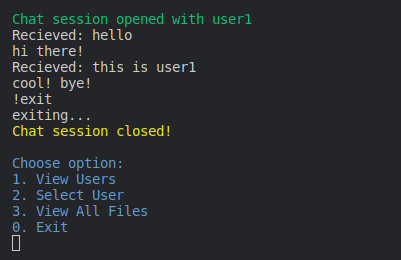 Chat session opened with user1
Recieved: hello
hi there!
Recieved: this is user1
cool! bye!
!exit
exiting...
Chat session closed!
Choose option:
1. View Users
2. Select User
3. View All Files
0. Exit